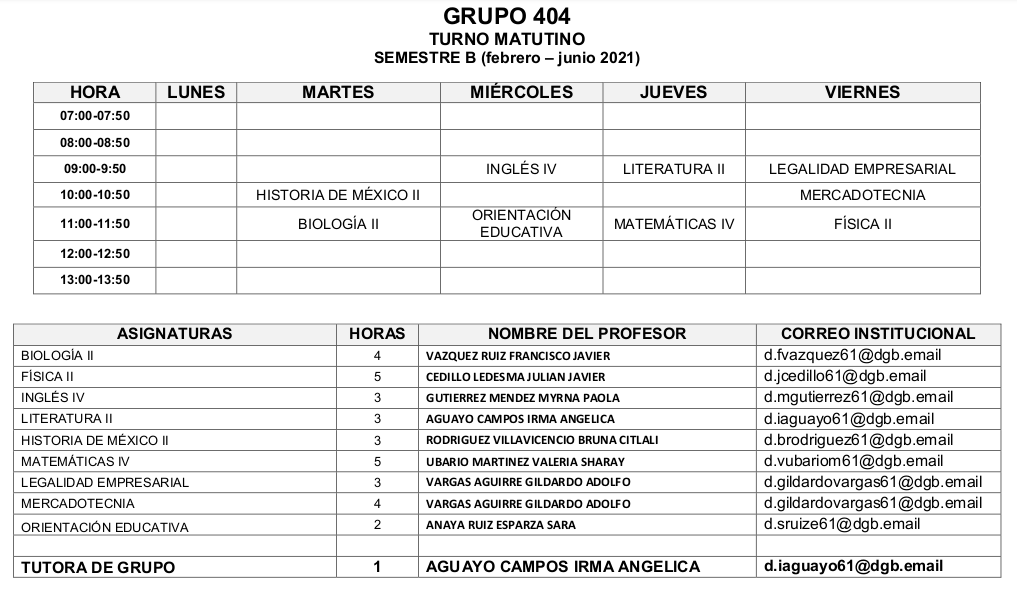 GRUPO 404
TURNO MATUTINO
SEMESTRE B (febrero – junio 2021)
HORA LUNES MARTES MIÉRCOLES JUEVES VIERNES
07:00-07:50
08:00-08:50
09:00-9:50 INGLÉS IV LITERATURA II LEGALIDAD EMPRESARIAL
10:00-10:50 HISTORIA DE MÉXICO II MERCADOTECNIA
11:00-11:50 BIOLOGÍA II ORIENTACIÓN EDUCATIVA MATEMÁTICAS IV FÍSICA II
12:00-12:50
13:00-13:50
ASIGNATURAS HORAS NOMBRE DEL PROFESOR CORREO INSTITUCIONAL
BIOLOGÍA II 4 VAZQUEZ RUIZ FRANCISCO JAVIER d.fvazquez61@dgb.email
FÍSICA II 5 CEDILLO LEDESMA JULIAN JAVIER d.jcedillo61@dgb.email
INGLÉS IV 3 GUTIERREZ MENDEZ MYRNA PAOLA d.mgutierrez61@dgb.email
LITERATURA II 3 AGUAYO CAMPOS IRMA ANGELICA d.iaguayo61@dgb.email
HISTORIA DE MÉXICO II 3 RODRIGUEZ VILLAVICENCIO BRUNA CITLALI d.brodriguez61@dgb.email
MATEMÁTICAS IV 5 UBARIO MARTINEZ VALERIA SHARAY d.vubariom61@dgb.email
LEGALIDAD EMPRESARIAL 3 VARGAS AGUIRRE GILDARDO ADOLFO d.gildardovargas61@dgb.email
MERCADOTECNIA 4 VARGAS AGUIRRE GILDARDO ADOLFO d.gildardovargas61@dgb.email
ORIENTACIÓN EDUCATIVA 2 ANAYA RUIZ ESPARZA SARA d.sruize61@dgb.email
TUTORA DE GRUPO 1 AGUAYO CAMPOS IRMA ANGELICA d.iaguayo61@dgb.email